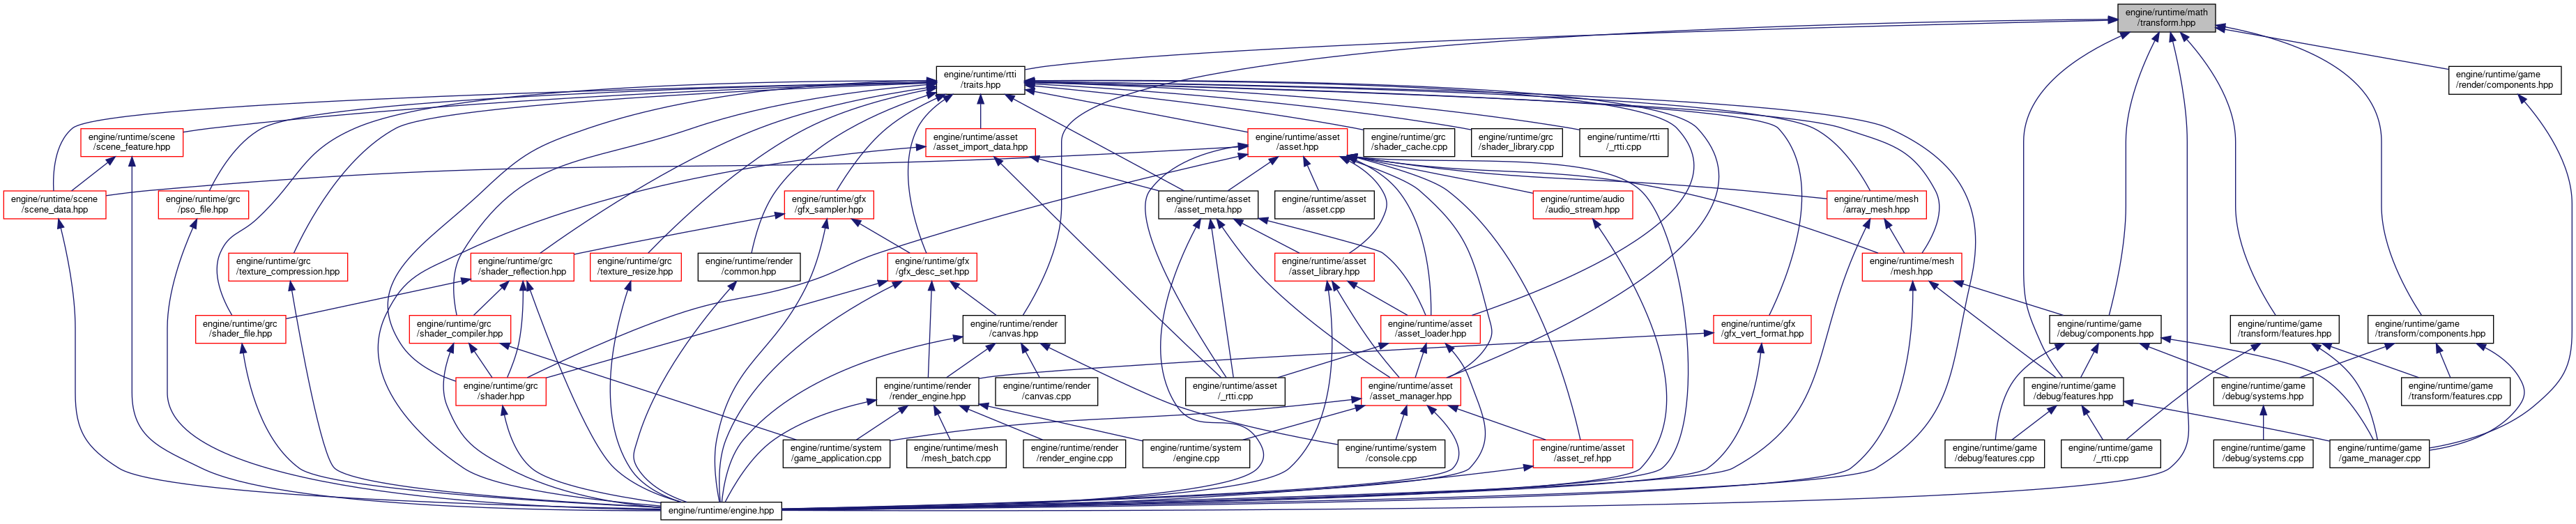 engine/runtime/math
/transform.hpp
engine/runtime/rtti
/traits.hpp
engine/runtime/game
/render/components.hpp
engine/runtime/scene
/scene_feature.hpp
engine/runtime/asset
/asset_import_data.hpp
engine/runtime/asset
/asset.hpp
engine/runtime/grc
/shader_cache.cpp
engine/runtime/grc
/shader_library.cpp
engine/runtime/rtti
/_rtti.cpp
engine/runtime/scene
/scene_data.hpp
engine/runtime/grc
/pso_file.hpp
engine/runtime/gfx
/gfx_sampler.hpp
engine/runtime/asset
/asset_meta.hpp
engine/runtime/asset
/asset.cpp
engine/runtime/audio
/audio_stream.hpp
engine/runtime/mesh
/array_mesh.hpp
engine/runtime/grc
/texture_compression.hpp
engine/runtime/grc
/shader_reflection.hpp
engine/runtime/grc
/texture_resize.hpp
engine/runtime/render
/common.hpp
engine/runtime/gfx
/gfx_desc_set.hpp
engine/runtime/asset
/asset_library.hpp
engine/runtime/mesh
/mesh.hpp
engine/runtime/grc
/shader_file.hpp
engine/runtime/grc
/shader_compiler.hpp
engine/runtime/render
/canvas.hpp
engine/runtime/asset
/asset_loader.hpp
engine/runtime/gfx
/gfx_vert_format.hpp
engine/runtime/game
/debug/components.hpp
engine/runtime/game
/transform/features.hpp
engine/runtime/game
/transform/components.hpp
engine/runtime/grc
/shader.hpp
engine/runtime/render
/render_engine.hpp
engine/runtime/render
/canvas.cpp
engine/runtime/asset
/_rtti.cpp
engine/runtime/asset
/asset_manager.hpp
engine/runtime/game
/debug/features.hpp
engine/runtime/game
/debug/systems.hpp
engine/runtime/game
/transform/features.cpp
engine/runtime/system
/game_application.cpp
engine/runtime/mesh
/mesh_batch.cpp
engine/runtime/render
/render_engine.cpp
engine/runtime/system
/engine.cpp
engine/runtime/system
/console.cpp
engine/runtime/asset
/asset_ref.hpp
engine/runtime/game
/debug/features.cpp
engine/runtime/game
/_rtti.cpp
engine/runtime/game
/debug/systems.cpp
engine/runtime/game
/game_manager.cpp
engine/runtime/engine.hpp